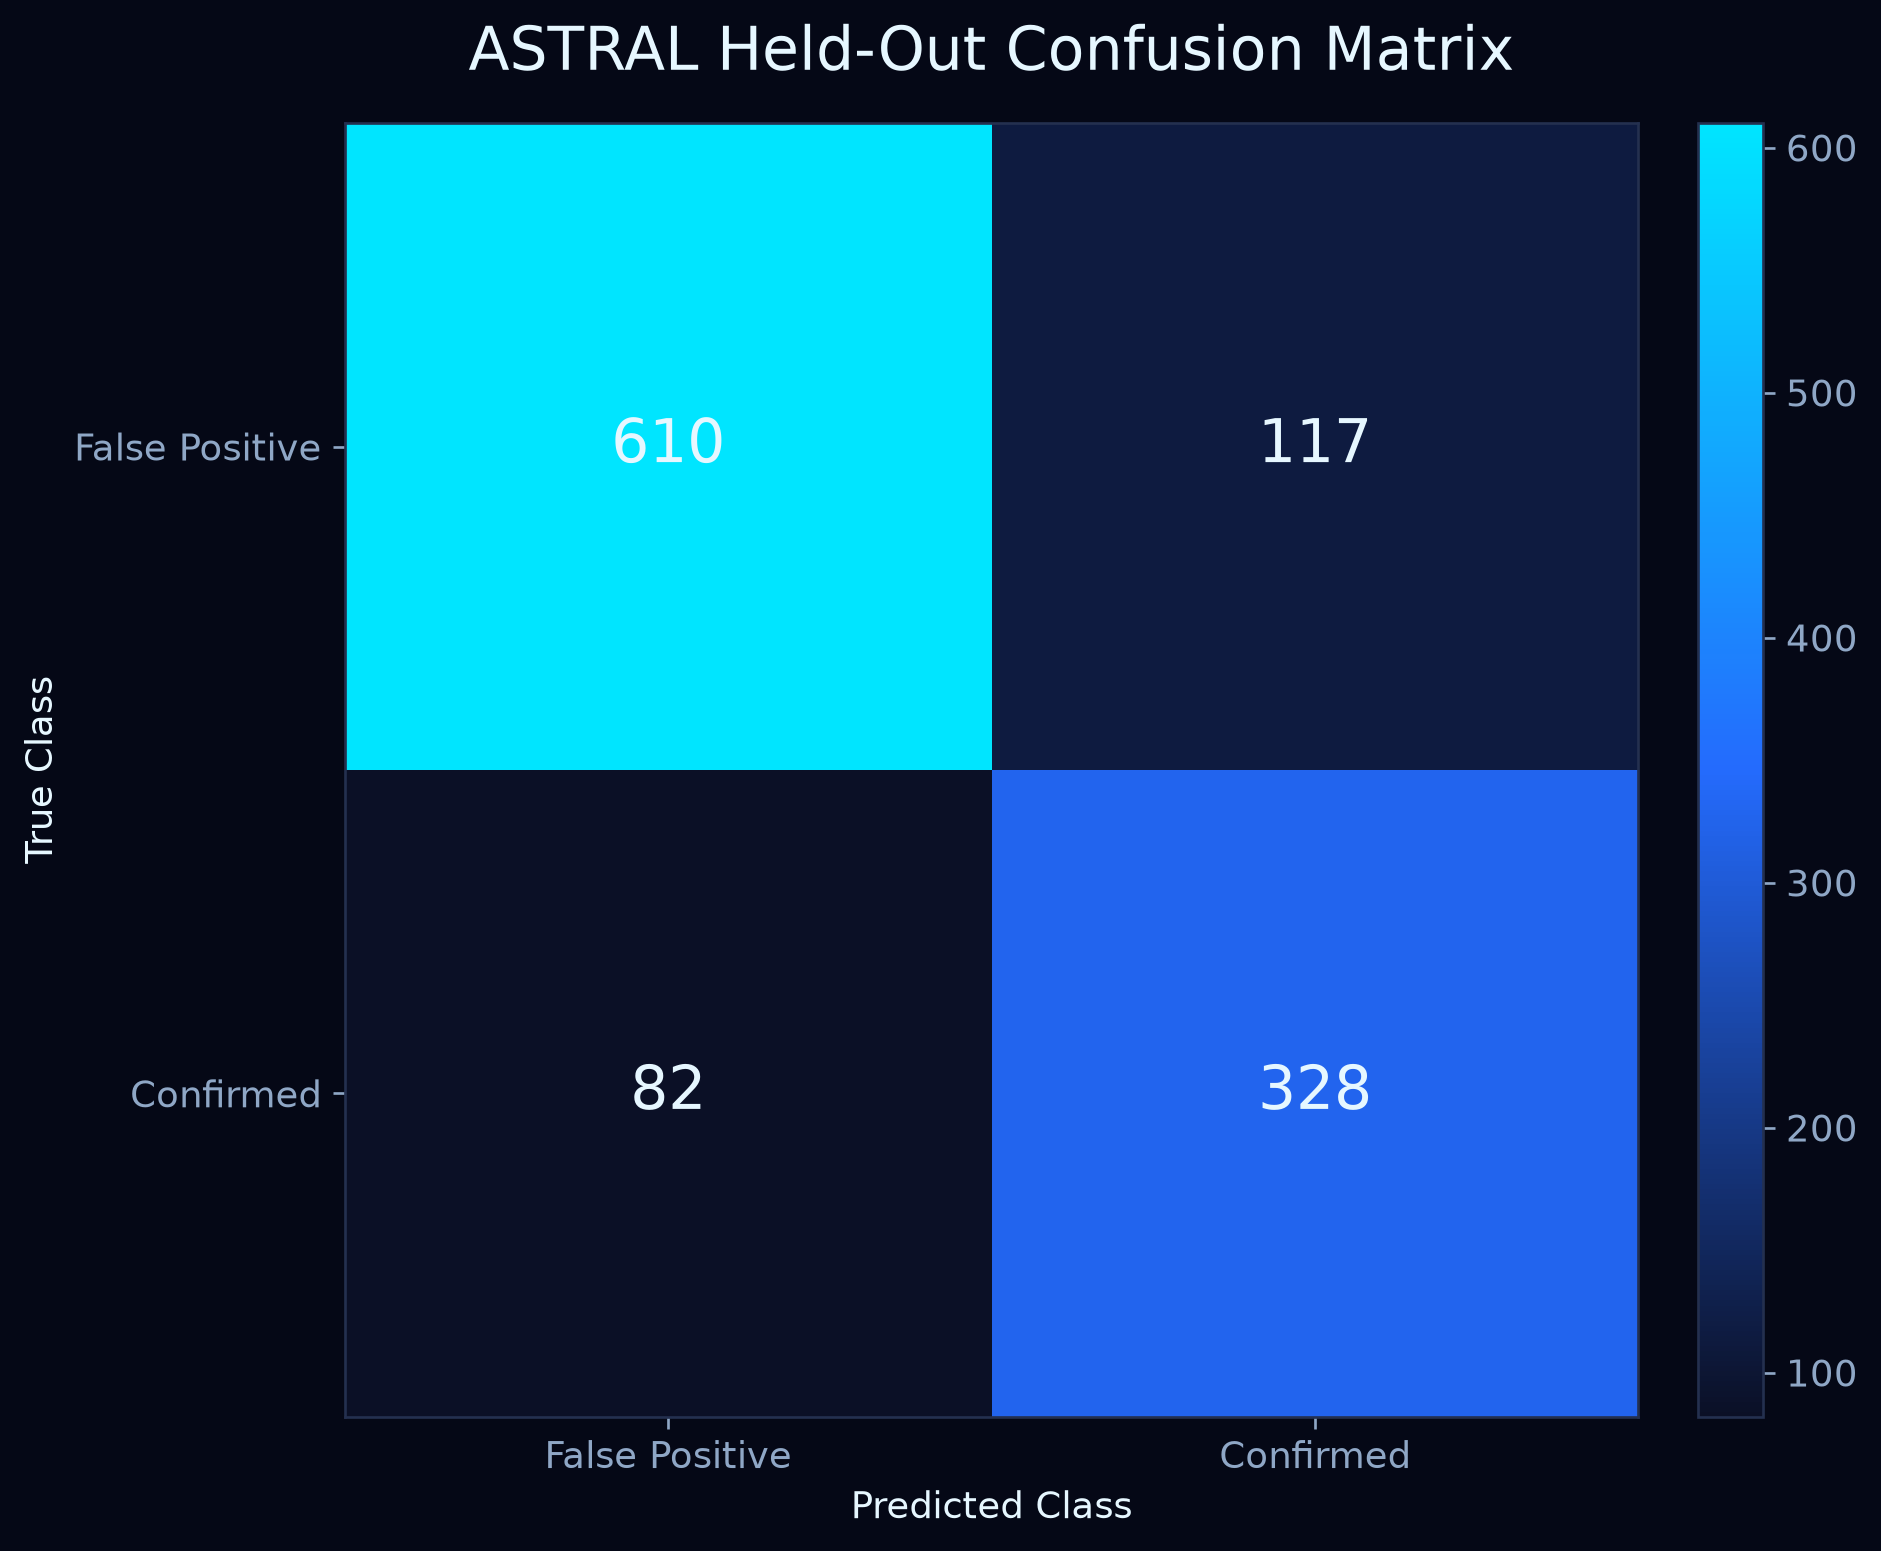 ASTRAL Held-Out Confusion Matrix
600
500
400
300
200
100
True Class
False Positive
610
117
Confirmed
82
328
False Positive
Confirmed
Predicted Class